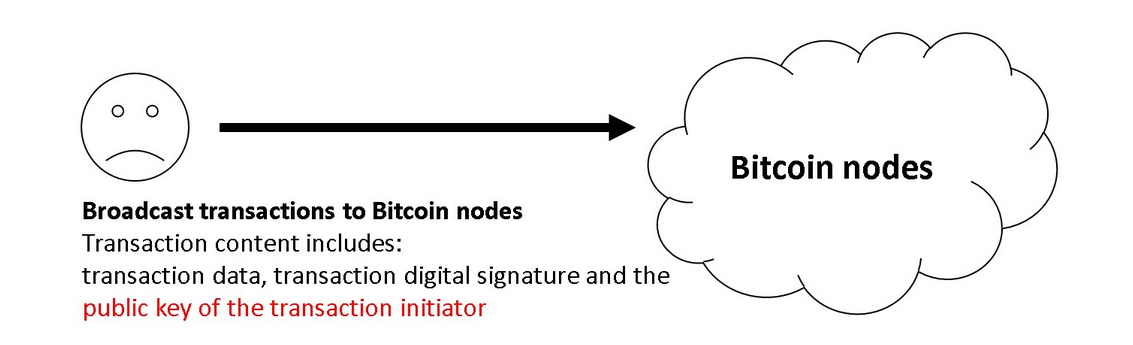 Bitcoin nodes
Broadcast transactions to Bitcoin nodes
Transaction content includes:
transaction data, transaction digital signature and the
public key of the transaction initiator